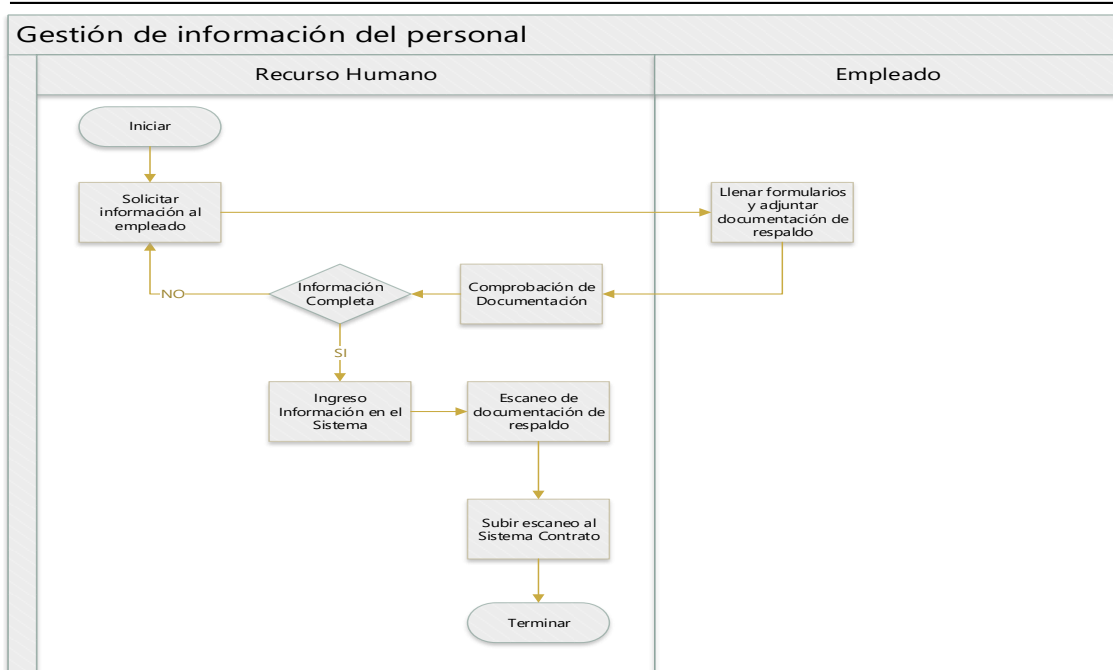 Gestión de información del personal
Recurso Humano
Empleado
Iniciar
Solicitar
información al
empleado
Llenar formularios
y adjuntar
documentación de
respaldo
Comprobación de
Documentación
Información
Completa
NO
SI
Ingreso
Información en el
Sistema
Escaneo de
documentación de
respaldo
Subir escaneo al
Sistema Contrato
Terminar